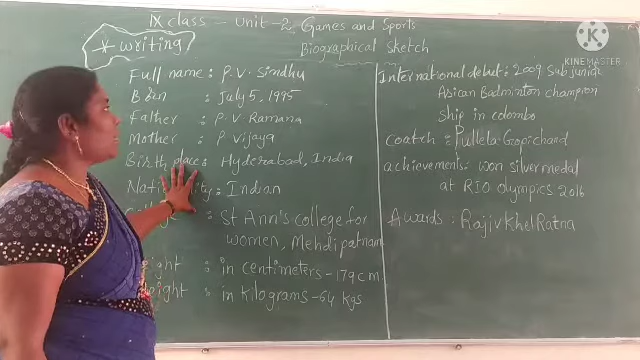 IX class - Unit-2, Games and Sports
* writing
Biographical Sketch
Full name : P.V. Sindhu
Born : July 5, 1995
Father : P.V Ramana
Mother : P Vijaya
Birth place : Hyderabad, India
: Indian
: St Ann's college for
women, Mehdipatnam
: in centimeters - 179 cm
: in kilograms - 64 kgs
International debut : 2009 Sub junior
Asian Badminton champion
ship in colombo
: Pullela Gopichand
achievements : won silver medal
at RIO olympics 2016
Awards : Rajiv Khel Ratna
Made with
KINEMASTER